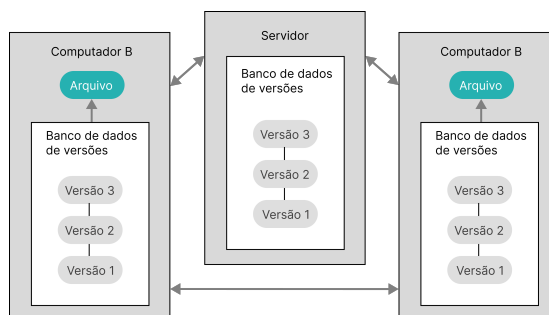 Computador B
Arquivo
Banco de dados
de versões
Versão 3
Versão 2
Versão 1
Servidor
Banco de dados
de versões
Versão 3
Versão 2
Versão 1
Computador B
Arquivo
Banco de dados
de versões
Versão 3
Versão 2
Versão 1